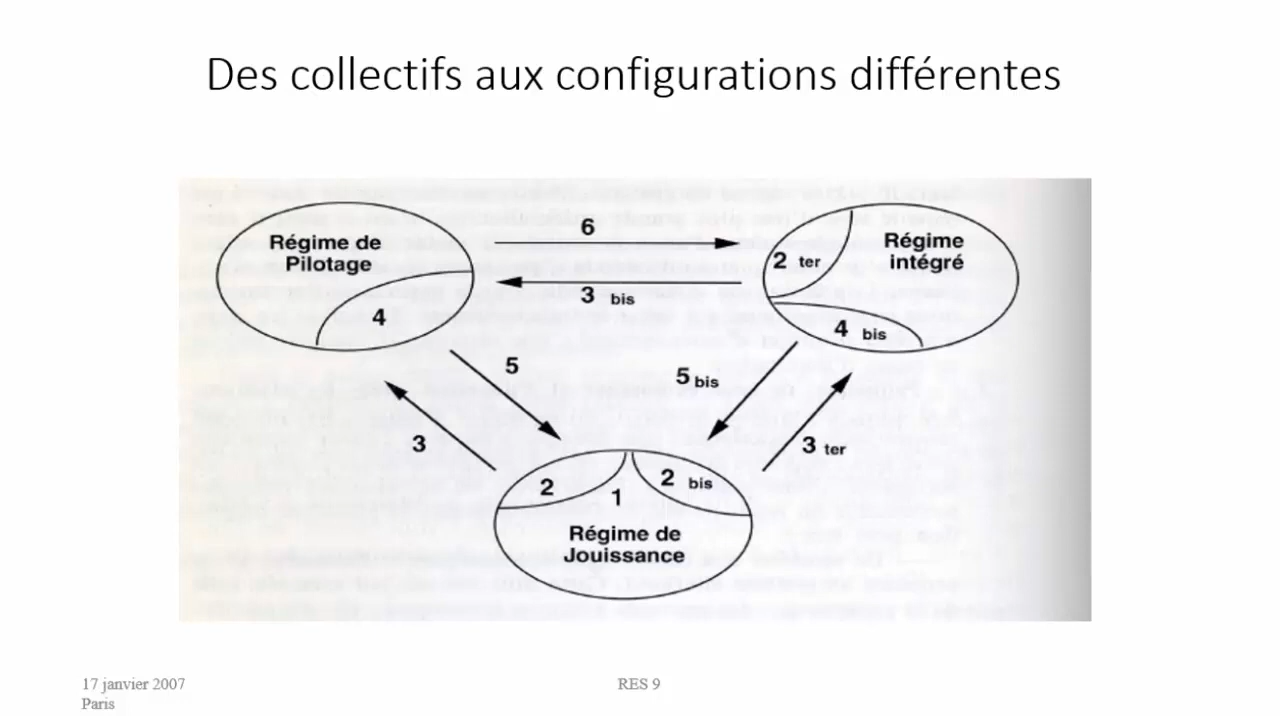 Des collectifs aux configurations différentes
Régime de
Pilotage
4
6
3 bis
Régime
intégré
2 ter
4 bis
5
5 bis
3
3 ter
2
1
2 bis
Régime de
Jouissance
17 janvier 2007
Paris
RES 9